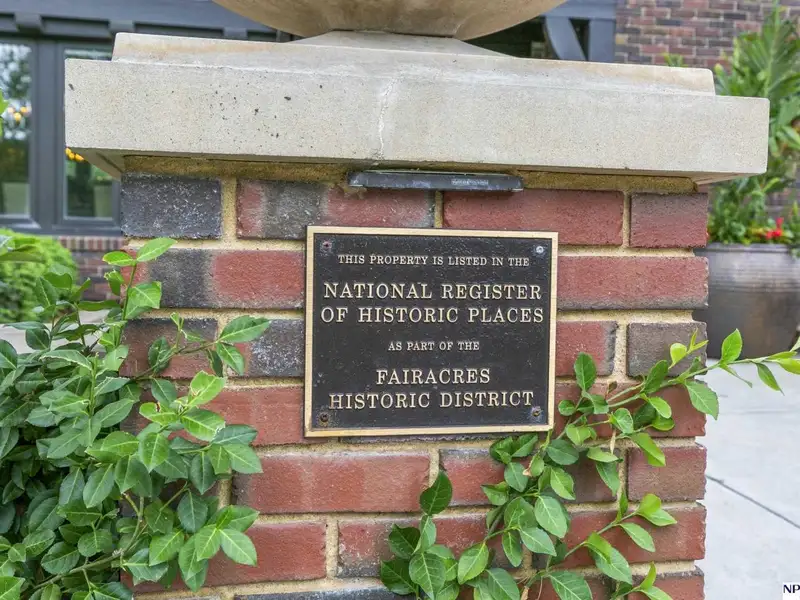 THIS PROPERTY IS LISTED IN THE
NATIONAL REGISTER
OF HISTORIC PLACES
AS PART OF THE
FAIRACRES
HISTORIC DISTRICT
NP